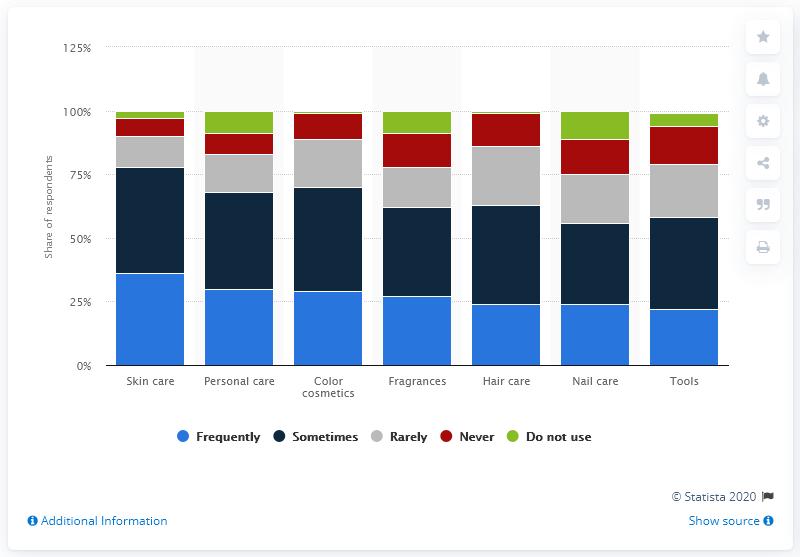 125%
100%
75%
50%
25%
0%
Share of respondents
Skin care
Personal care
Color
cosmetics
Fragrances
Hair care
Nail care
Tools
Frequently Sometimes Rarely Never Do not use
© Statista 2020
Additional Information
Show source